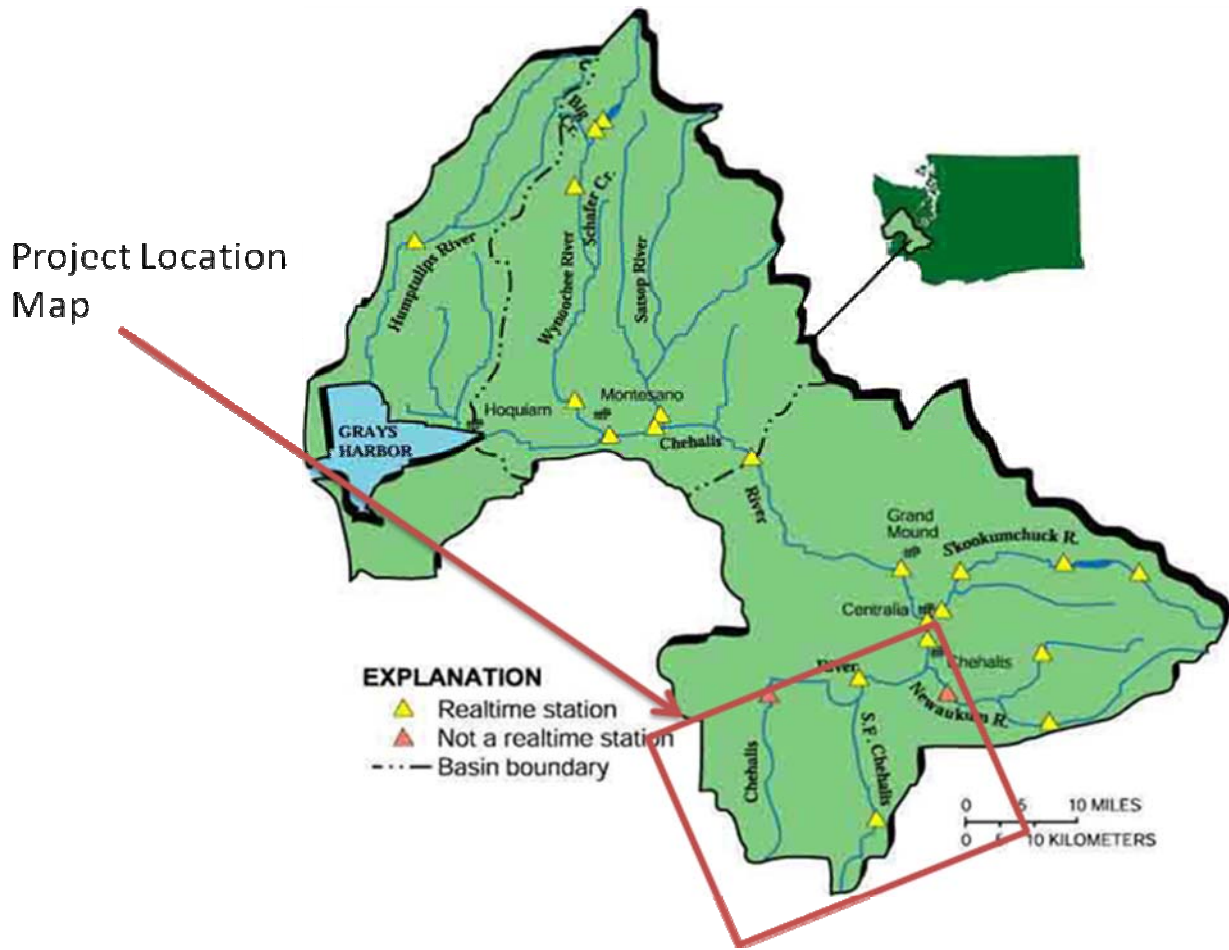 Project Location
Map
Big
Cr.
Schafer Cr.
Humptulips River
Wynoochee River
Satsop River
Hoquiam
Montesano
GRAYS
HARBOR
Chehalis
River
Grand
Mound
Skookumchuck R.
Centralia
Chehalis
River
Newaukum R.
S.F. Chehalis
Chehalis
EXPLANATION
Realtime station
Not a realtime station
Basin boundary
0 5 10 MILES
0 5 10 KILOMETERS